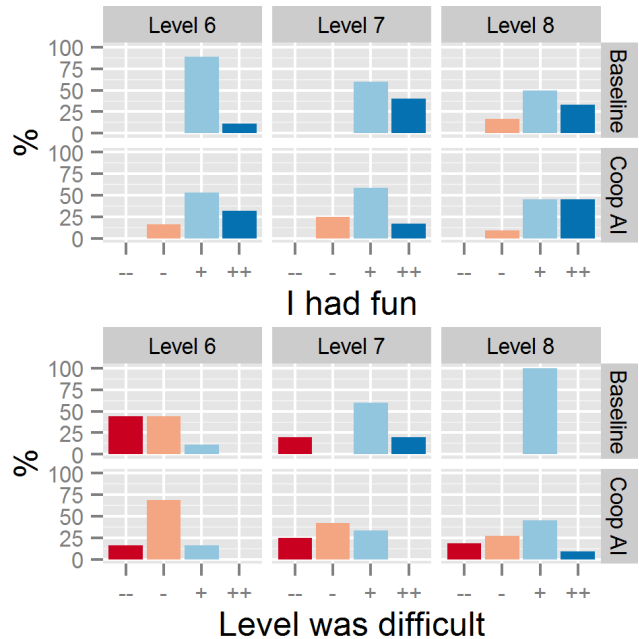 Level 6 Level 7 Level 8
100
75
50
25
0
Baseline
100
75
50
25
0
Coop AI
%
-- - + ++ -- - + ++ -- - + ++
I had fun
Level 6 Level 7 Level 8
100
75
50
25
0
Baseline
100
75
50
25
0
Coop AI
%
-- - + ++ -- - + ++ -- - + ++
Level was difficult